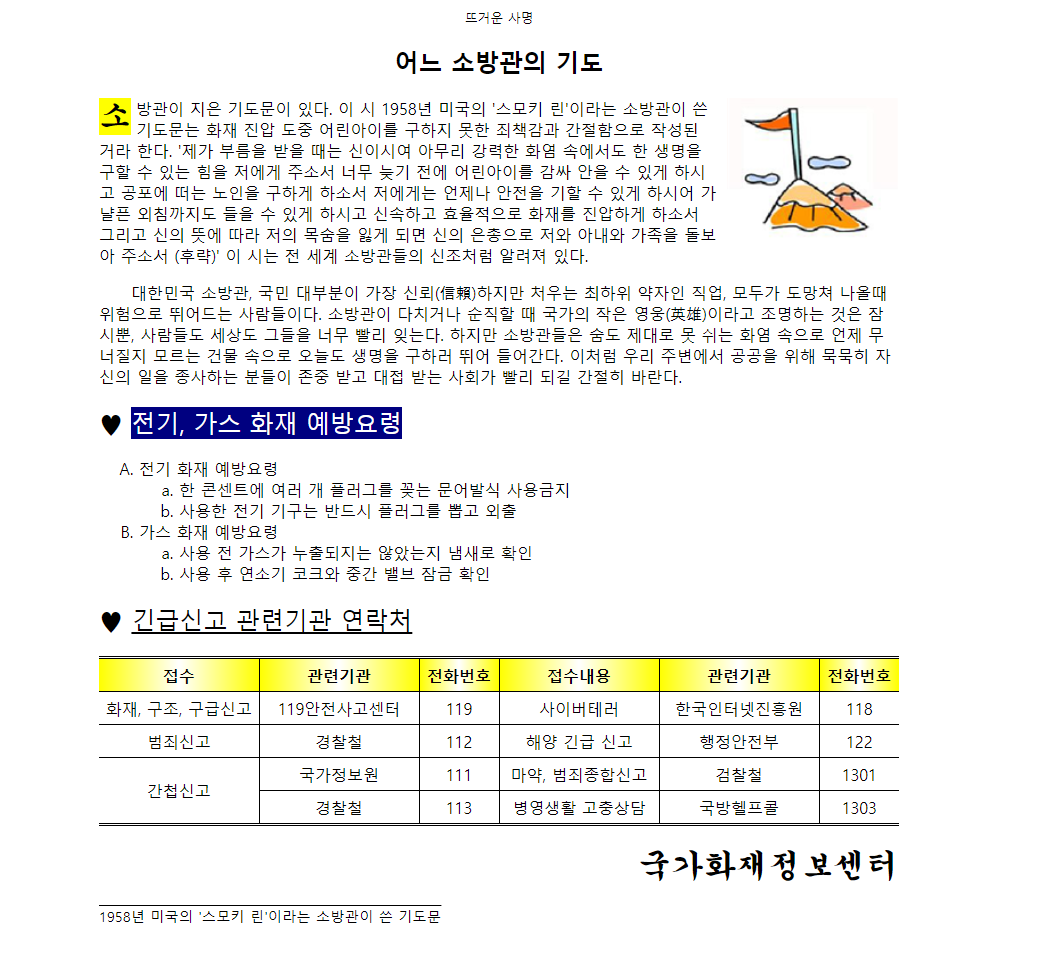 뜨거운 사명
어느 소방관의 기도
소방관이 지은 기도문이 있다. 이 시 1958년 미국의 '스모키 린'이라는 소방관이 쓴
기도문는 화재 진압 도중 어린아이를 구하지 못한 죄책감과 간절함으로 작성된
거라 한다. '제가 부름을 받을 때는 신이시여 아무리 강력한 화염 속에서도 한 생명을
구할 수 있는 힘을 저에게 주소서 너무 늦기 전에 어린아이를 감싸 안을 수 있게 하시
고 공포에 떠는 노인을 구하게 하소서 저에게는 언제나 안전을 기할 수 있게 하시어 가
냘픈 외침까지도 들을 수 있게 하시고 신속하고 효율적으로 화재를 진압하게 하소서
그리고 신의 뜻에 따라 저의 목숨을 잃게 되면 신의 은총으로 저와 아내와 가족을 돌보
아 주소서 (후략)' 이 시는 전 세계 소방관들의 신조처럼 알려져 있다.
대한민국 소방관, 국민 대부분이 가장 신뢰(信賴)하지만 처우는 최하위 약자인 직업, 모두가 도망쳐 나올때
위험으로 뛰어드는 사람들이다. 소방관이 다치거나 순직할 때 국가의 작은 영웅(英雄)이라고 조명하는 것은 잠
시뿐, 사람들도 세상도 그들을 너무 빨리 잊는다. 하지만 소방관들은 숨도 제대로 못 쉬는 화염 속으로 언제 무
너질지 모르는 건물 속으로 오늘도 생명을 구하러 뛰어 들어간다. 이처럼 우리 주변에서 공공을 위해 묵묵히 자
신의 일을 종사하는 분들이 존중 받고 대접 받는 사회가 빨리 되길 간절히 바란다.
♥ 전기, 가스 화재 예방요령
A. 전기 화재 예방요령
a. 한 콘센트에 여러 개 플러그를 꽂는 문어발식 사용금지
b. 사용한 전기 기구는 반드시 플러그를 뽑고 외출
B. 가스 화재 예방요령
a. 사용 전 가스가 누출되지는 않았는지 냄새로 확인
b. 사용 후 연소기 코크와 중간 밸브 잠금 확인
♥ 긴급신고 관련기관 연락처
접수 관련기관 전화번호 접수내용 관련기관 전화번호
화재, 구조, 구급신고 119안전사고센터 119 사이버테러 한국인터넷진흥원 118
범죄신고 경찰철 112 해양 긴급 신고 행정안전부 122
간첩신고 국가정보원 111 마약, 범죄종합신고 검찰철 1301
경찰철 113 병영생활 고충상담 국방헬프콜 1303
국가화재정보센터
1958년 미국의 '스모키 린'이라는 소방관이 쓴 기도문